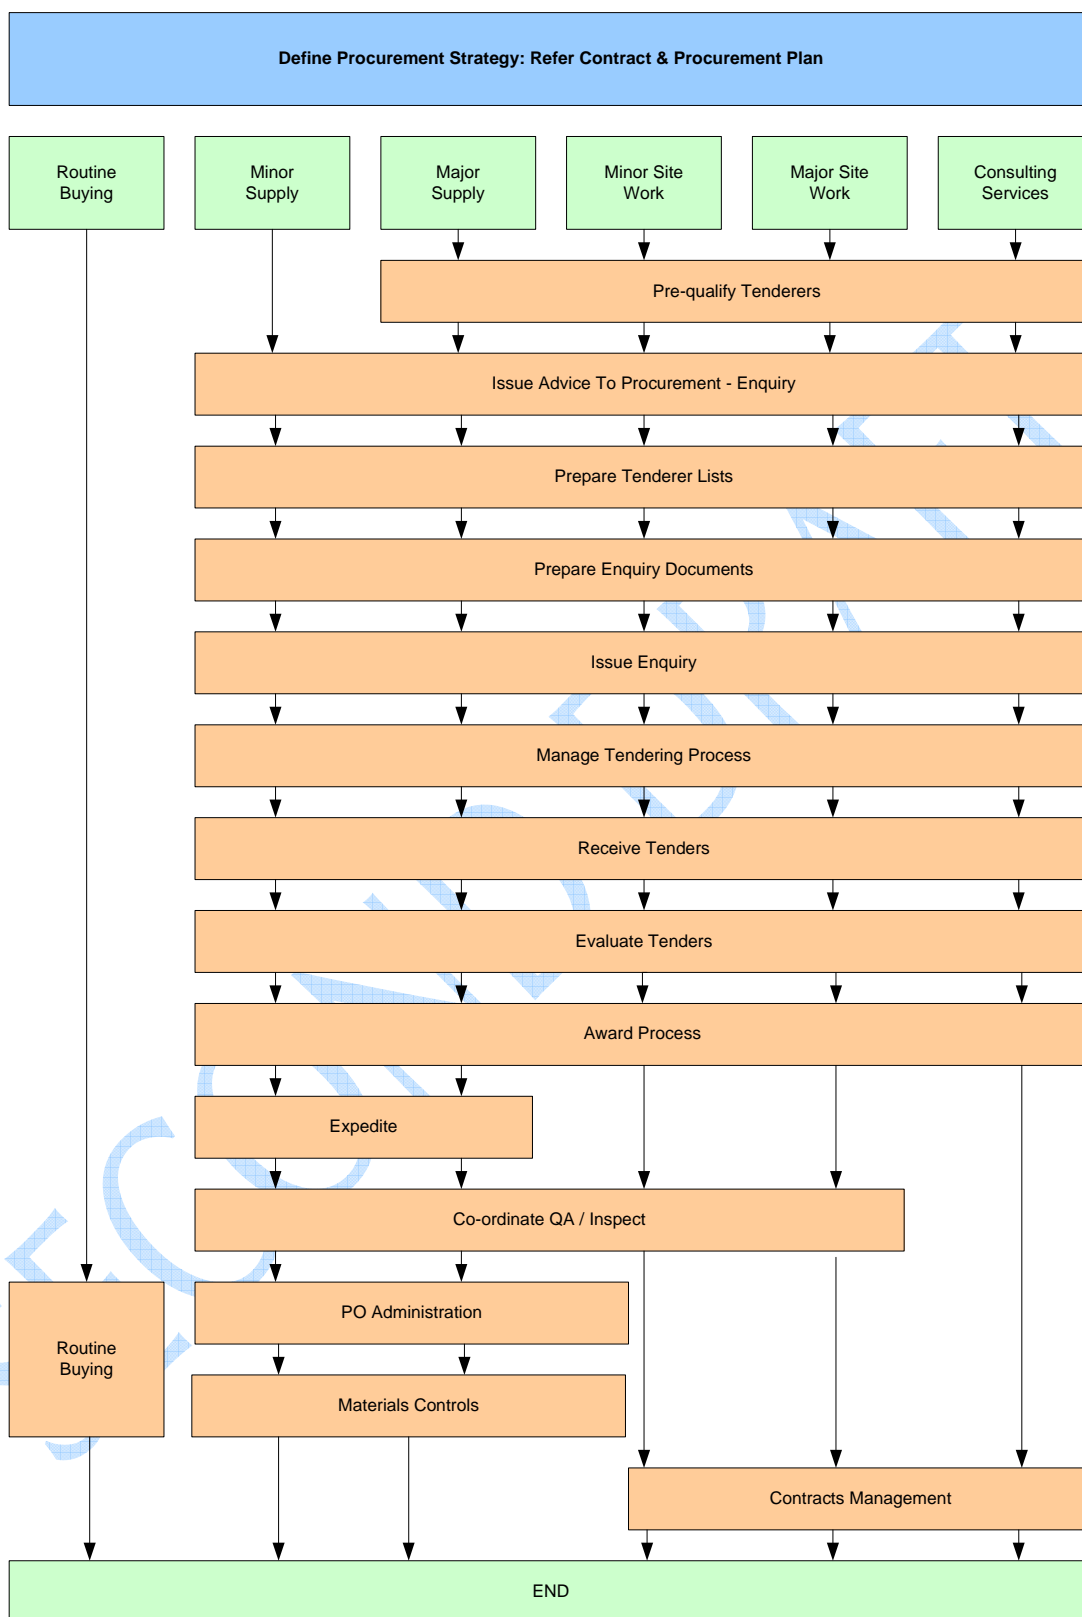 Define Procurement Strategy: Refer Contract & Procurement Plan
Routine
Buying
Minor
Supply
Major
Supply
Minor Site
Work
Major Site
Work
Consulting
Services
Pre-qualify Tenderers
Issue Advice To Procurement - Enquiry
Prepare Tenderer Lists
Prepare Enquiry Documents
Issue Enquiry
Manage Tendering Process
Receive Tenders
Evaluate Tenders
Award Process
Expedite
Co-ordinate QA / Inspect
Routine
Buying
PO Administration
Materials Controls
Contracts Management
END
SECOND DRAFT